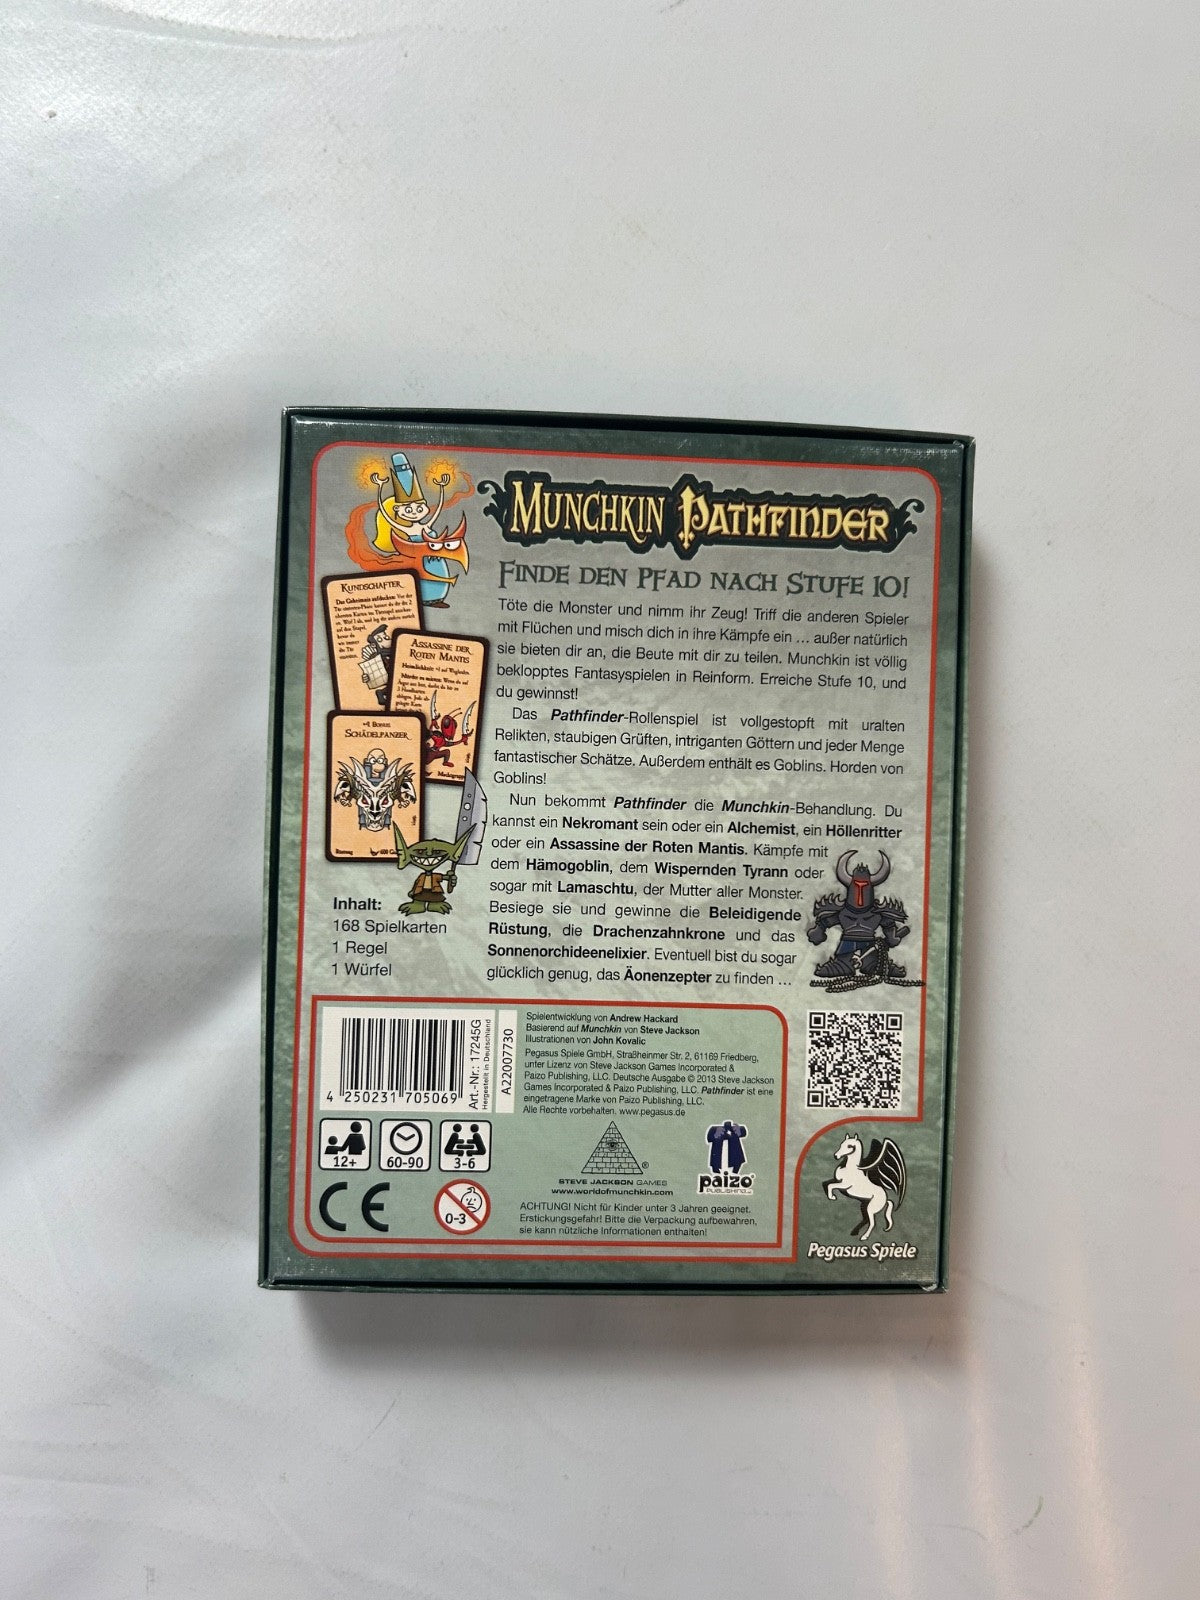 MUNCHKIN PATHFINDER
FINDE DEN PFAD NACH STUFE 10!
Töte die Monster und nimm ihr Zeug! Triff die anderen Spieler
mit Flüchen und misch dich in ihre Kämpfe ein ... außer natürlich
sie bieten dir an, die Beute mit dir zu teilen. Munchkin ist völlig
beklopptes Fantasyspielen in Reinform. Erreiche Stufe 10, und
du gewinnst!
Das Pathfinder-Rollenspiel ist vollgestopft mit uralten
Relikten, staubigen Grüften, intriganten Göttern und jeder Menge
fantastischer Schätze. Außerdem enthält es Goblins. Horden von
Goblins!
Nun bekommt Pathfinder die Munchkin-Behandlung. Du
kannst ein Nekromant sein oder ein Alchemist, ein Höllenritter
oder ein Assassine der Roten Mantis. Kämpfe mit
dem Hämogoblin, dem Wispernden Tyrann oder
sogar mit Lamaschtu, der Mutter aller Monster.
Besiege sie und gewinne die Beleidigende
Rüstung, die Drachenzahnkrone und das
Sonnenorchideenelixier. Eventuell bist du sogar
glücklich genug, das Äonenzepter zu finden ...
KUNDSCHAFTER
Das Geheimnis aufdecken: Vor der
ASSASSINE DER
ROTEN MANTIS
+4 BONUS
SCHÄDELPANZER
Rüstung
Inhalt:
168 Spielkarten
1 Regel
1 Würfel
4 250231 705069
Art.-Nr.: 17245G
Hergestellt in Deutschland
A22007730
Spielentwicklung von Andrew Hackard
Basierend auf Munchkin von Steve Jackson
Illustrationen von John Kovalic
Pegasus Spiele GmbH, Straßheimer Str. 2, 61169 Friedberg,
unter Lizenz von Steve Jackson Games Incorporated &
Paizo Publishing, LLC. Deutsche Ausgabe © 2013 Steve Jackson
Games Incorporated & Paizo Publishing, LLC. Pathfinder ist eine
eingetragene Marke von Paizo Publishing, LLC.
Alle Rechte vorbehalten. www.pegasus.de
12+
60-90
3-6
CE
0-3
®
STEVE JACKSON GAMES
www.worldofmunchkin.com
paizo
PUBLISHING
ACHTUNG! Nicht für Kinder unter 3 Jahren geeignet.
Erstickungsgefahr! Bitte die Verpackung aufbewahren,
sie kann nützliche Informationen enthalten!
Pegasus Spiele